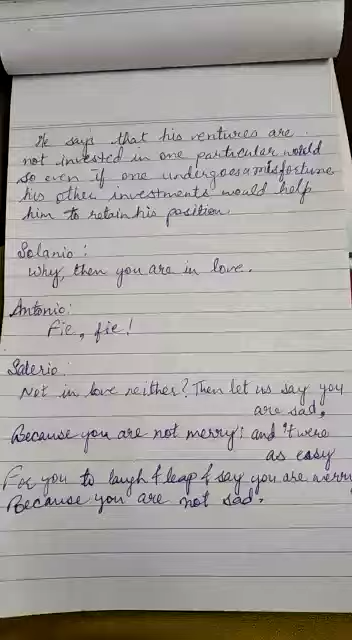 He says that his ventures are
not invested in one particular would
so even if one undergoes a misfortune
his other investments would help
him to retain his position.
Solanio:
Why, then you are in love.
Antonio:
Fie, fie!
Salerio:
Not in love neither? Then let us say you
are sad,
Because you are not merry; and 'twere
as easy
For you to laugh & leap & say you are merry
Because you are not sad.